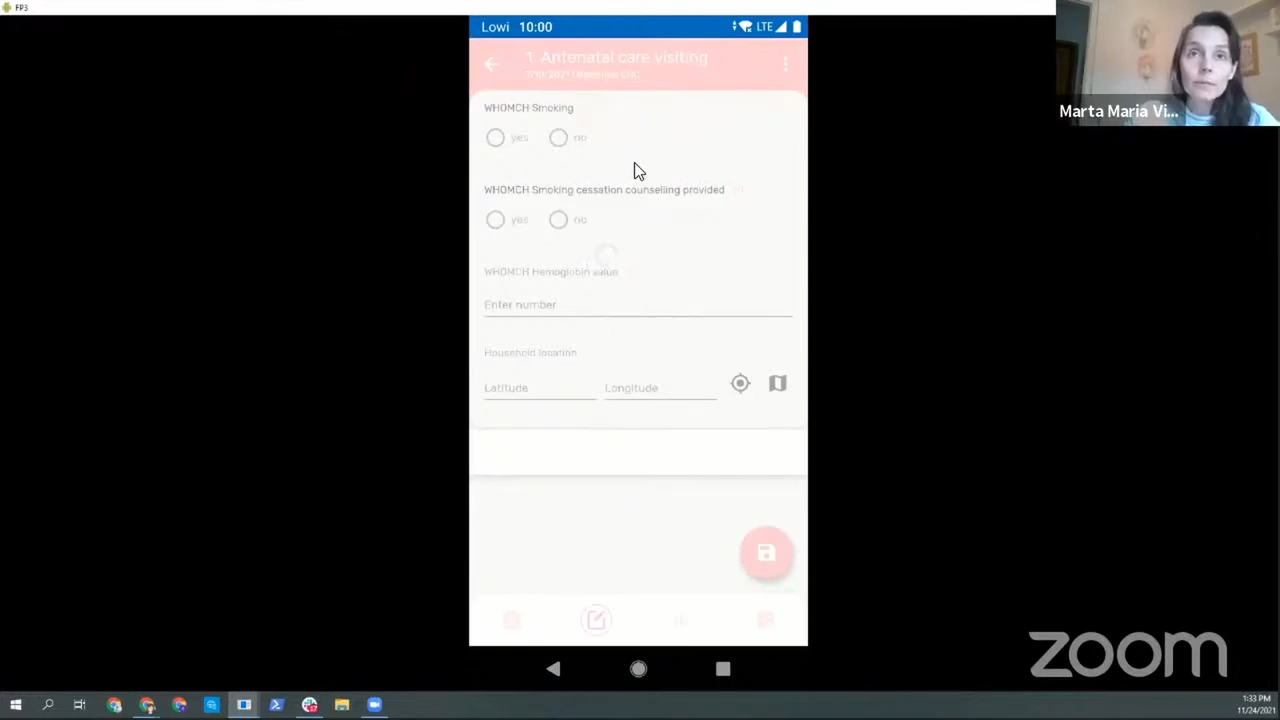 FP3
Lowi 10:00
LTE
1. Antenatal care visiting
WHOMCH Smoking
yes no
WHOMCH Smoking cessation counselling provided
yes no
WHOMCH Hemoglobin value
Enter number
Household location
Latitude Longitude
Marta Maria Vi...
zoom
1:33 PM
11/24/2021